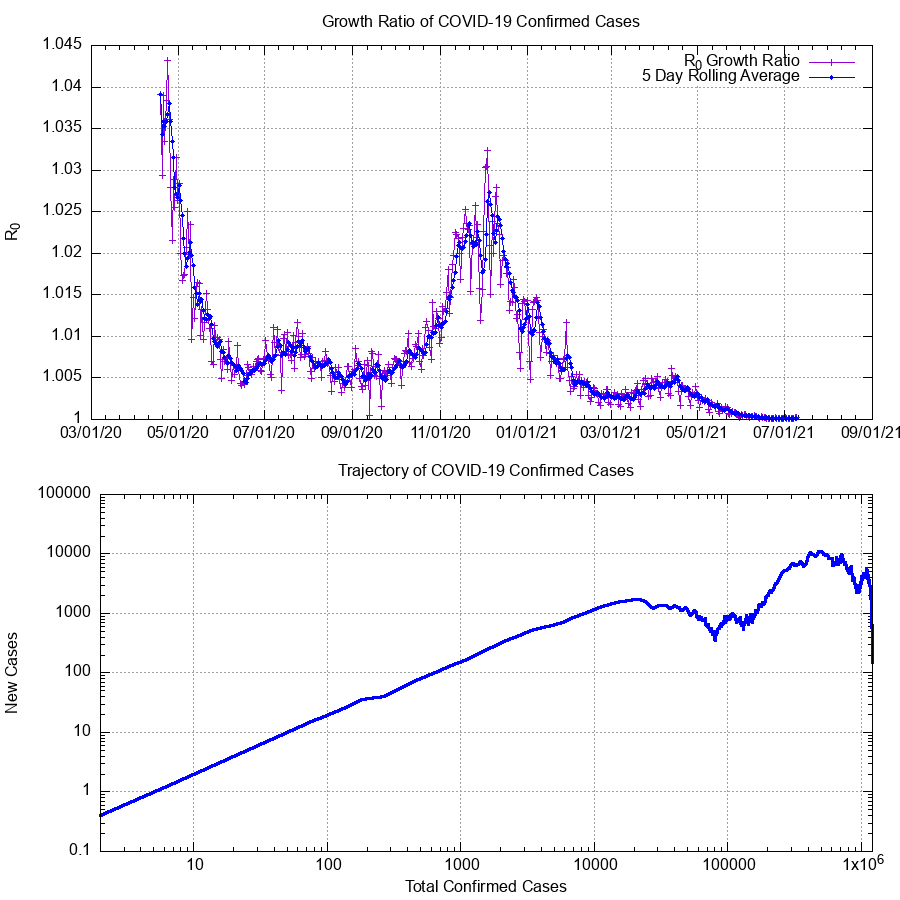 Growth Ratio of COVID-19 Confirmed Cases
1.045
1.04
1.035
1.03
1.025
1.02
1.015
1.01
1.005
1
R0
R0 Growth Ratio
5 Day Rolling Average
03/01/20 05/01/20 07/01/20 09/01/20 11/01/20 01/01/21 03/01/21 05/01/21 07/01/21 09/01/21
Trajectory of COVID-19 Confirmed Cases
100000
10000
1000
100
10
1
0.1
New Cases
10 100 1000 10000 100000 1x10^6
Total Confirmed Cases